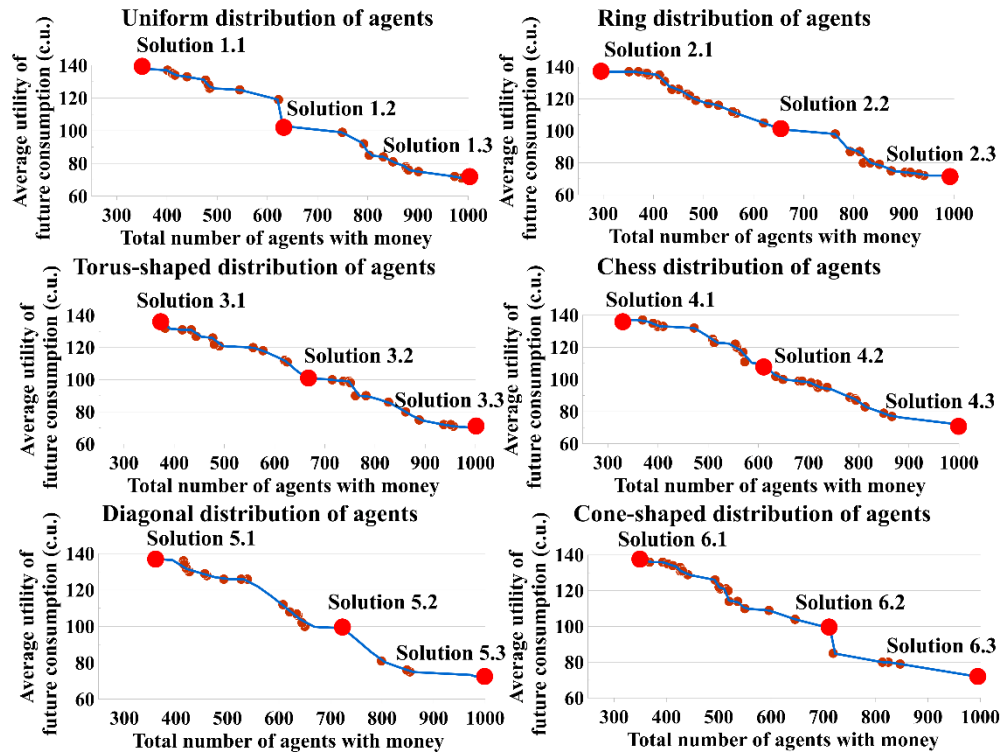 Uniform distribution of agents
Average utility of
future consumption (c.u.)
140
120
100
80
60
Solution 1.1
Solution 1.2
Solution 1.3
300 400 500 600 700 800 900 1000
Total number of agents with money
Ring distribution of agents
Average utility of
future consumption (c.u.)
140
120
100
80
60
Solution 2.1
Solution 2.2
Solution 2.3
300 400 500 600 700 800 900 1000
Total number of agents with money
Torus-shaped distribution of agents
Average utility of
future consumption (c.u.)
140
120
100
80
60
Solution 3.1
Solution 3.2
Solution 3.3
300 400 500 600 700 800 900 1000
Total number of agents with money
Chess distribution of agents
Average utility of
future consumption (c.u.)
140
120
100
80
60
Solution 4.1
Solution 4.2
Solution 4.3
300 400 500 600 700 800 900 1000
Total number of agents with money
Diagonal distribution of agents
Average utility of
future consumption (c.u.)
140
120
100
80
60
Solution 5.1
Solution 5.2
Solution 5.3
300 400 500 600 700 800 900 1000
Total number of agents with money
Cone-shaped distribution of agents
Average utility of
future consumption (c.u.)
140
120
100
80
60
Solution 6.1
Solution 6.2
Solution 6.3
300 400 500 600 700 800 900 1000
Total number of agents with money